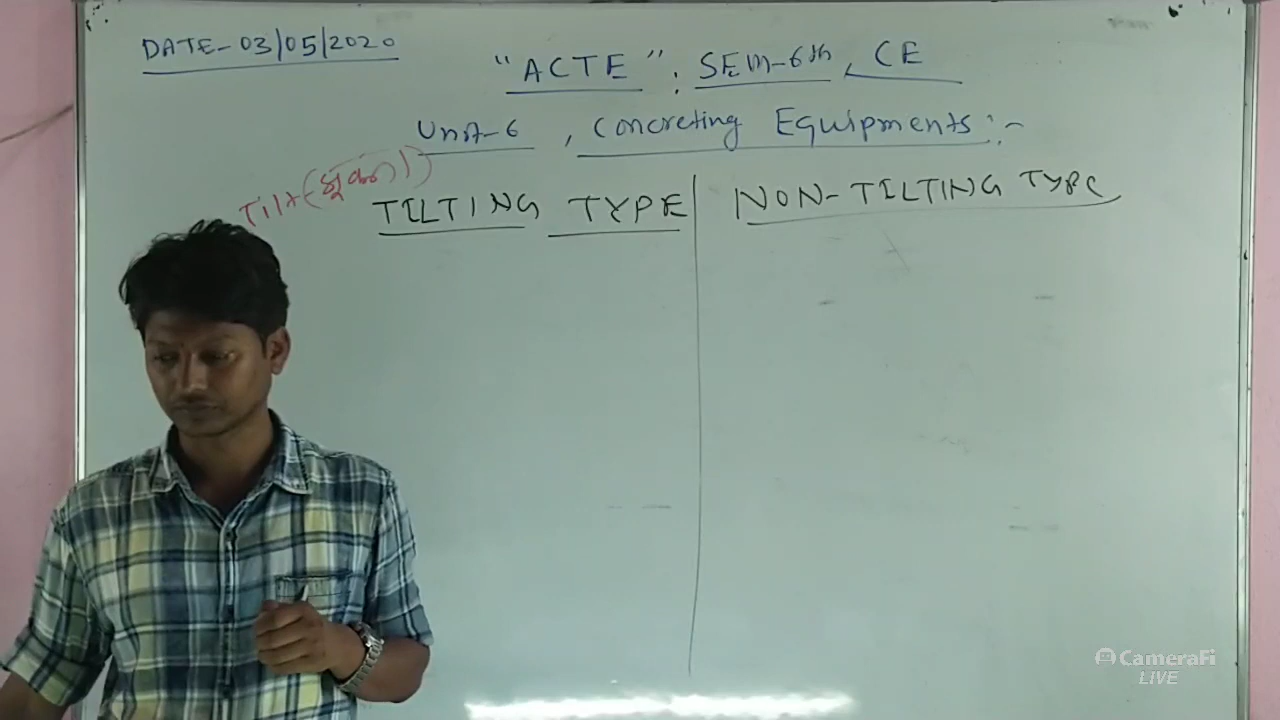 DATE-03/05/2020
"ACTE", SEM-6th, CE
Unit-6, Concreting Equipments:-
Tilt
TILTING TYPE NON-TILTING TYPE
CameraFi
LIVE